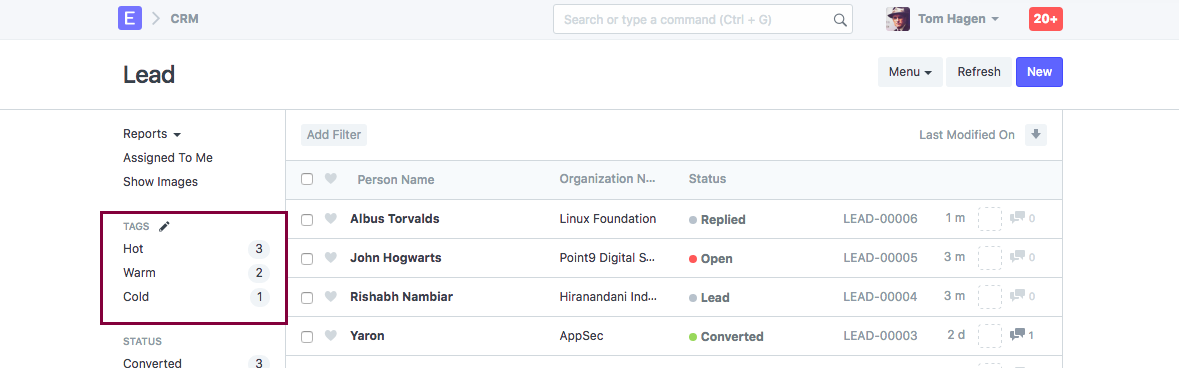 E CRM Search or type a command (Ctrl + G) Tom Hagen 20+
Lead Menu Refresh New
Reports
Assigned To Me
Show Images
TAGS
Hot 3
Warm 2
Cold 1
STATUS
Converted 3
Add Filter Last Modified On
Person Name Organization N... Status
Albus Torvalds Linux Foundation Replied LEAD-00006 1 m 0
John Hogwarts Point9 Digital S... Open LEAD-00005 3 m 0
Rishabh Nambiar Hiranandani Ind... Lead LEAD-00004 3 m 0
Yaron AppSec Converted LEAD-00003 2 d 1